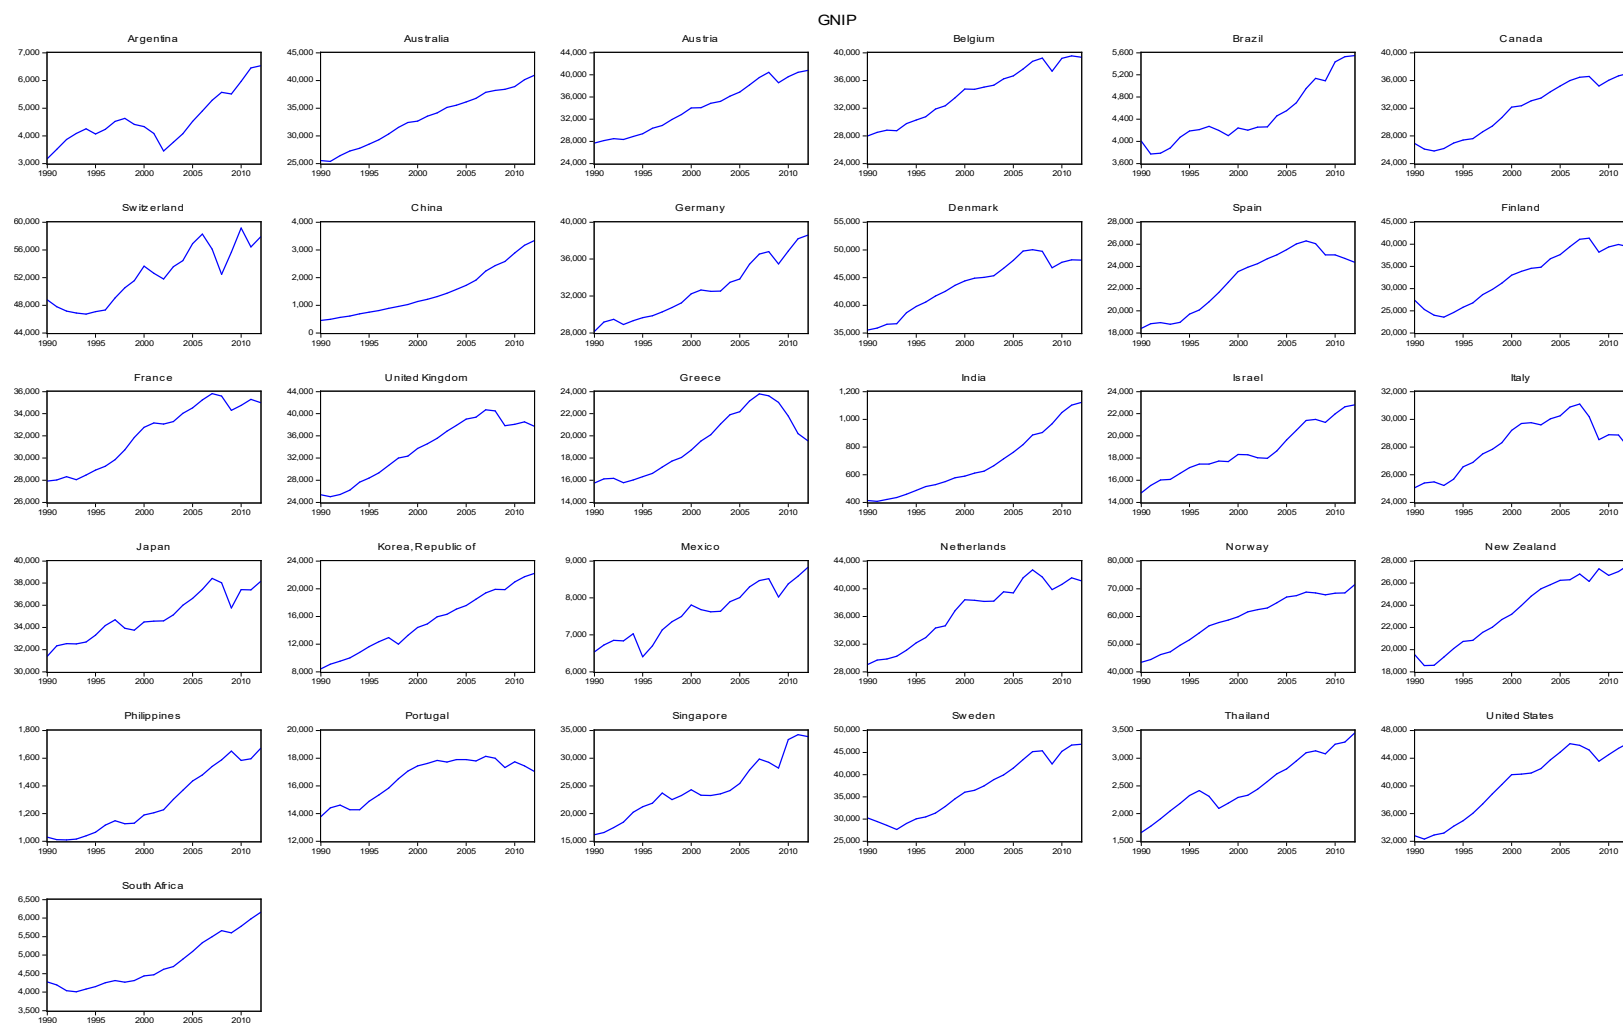 GNIP
Argentina
7,000
6,000
5,000
4,000
3,000
1990 1995 2000 2005 2010
Australia
45,000
40,000
35,000
30,000
25,000
1990 1995 2000 2005 2010
Austria
44,000
40,000
36,000
32,000
28,000
24,000
1990 1995 2000 2005 2010
Belgium
40,000
36,000
32,000
28,000
24,000
1990 1995 2000 2005 2010
Brazil
5,600
5,200
4,800
4,400
4,000
3,600
1990 1995 2000 2005 2010
Canada
40,000
36,000
32,000
28,000
24,000
1990 1995 2000 2005 2010
Switzerland
60,000
56,000
52,000
48,000
44,000
1990 1995 2000 2005 2010
China
4,000
3,000
2,000
1,000
0
1990 1995 2000 2005 2010
Germany
40,000
36,000
32,000
28,000
1990 1995 2000 2005 2010
Denmark
55,000
50,000
45,000
40,000
35,000
1990 1995 2000 2005 2010
Spain
28,000
26,000
24,000
22,000
20,000
18,000
1990 1995 2000 2005 2010
Finland
45,000
40,000
35,000
30,000
25,000
20,000
1990 1995 2000 2005 2010
France
36,000
34,000
32,000
30,000
28,000
26,000
1990 1995 2000 2005 2010
United Kingdom
44,000
40,000
36,000
32,000
28,000
24,000
1990 1995 2000 2005 2010
Greece
24,000
22,000
20,000
18,000
16,000
14,000
1990 1995 2000 2005 2010
India
1,200
1,000
800
600
400
1990 1995 2000 2005 2010
Israel
24,000
22,000
20,000
18,000
16,000
14,000
1990 1995 2000 2005 2010
Italy
32,000
30,000
28,000
26,000
24,000
1990 1995 2000 2005 2010
Japan
40,000
38,000
36,000
34,000
32,000
30,000
1990 1995 2000 2005 2010
Korea, Republic of
24,000
20,000
16,000
12,000
8,000
1990 1995 2000 2005 2010
Mexico
9,000
8,000
7,000
6,000
1990 1995 2000 2005 2010
Netherlands
44,000
40,000
36,000
32,000
28,000
1990 1995 2000 2005 2010
Norway
80,000
70,000
60,000
50,000
40,000
1990 1995 2000 2005 2010
New Zealand
28,000
26,000
24,000
22,000
20,000
18,000
1990 1995 2000 2005 2010
Philippines
1,800
1,600
1,400
1,200
1,000
1990 1995 2000 2005 2010
Portugal
20,000
18,000
16,000
14,000
12,000
1990 1995 2000 2005 2010
Singapore
35,000
30,000
25,000
20,000
15,000
1990 1995 2000 2005 2010
Sweden
50,000
45,000
40,000
35,000
30,000
25,000
1990 1995 2000 2005 2010
Thailand
3,500
3,000
2,500
2,000
1,500
1990 1995 2000 2005 2010
United States
48,000
44,000
40,000
36,000
32,000
1990 1995 2000 2005 2010
South Africa
6,500
6,000
5,500
5,000
4,500
4,000
3,500
1990 1995 2000 2005 2010